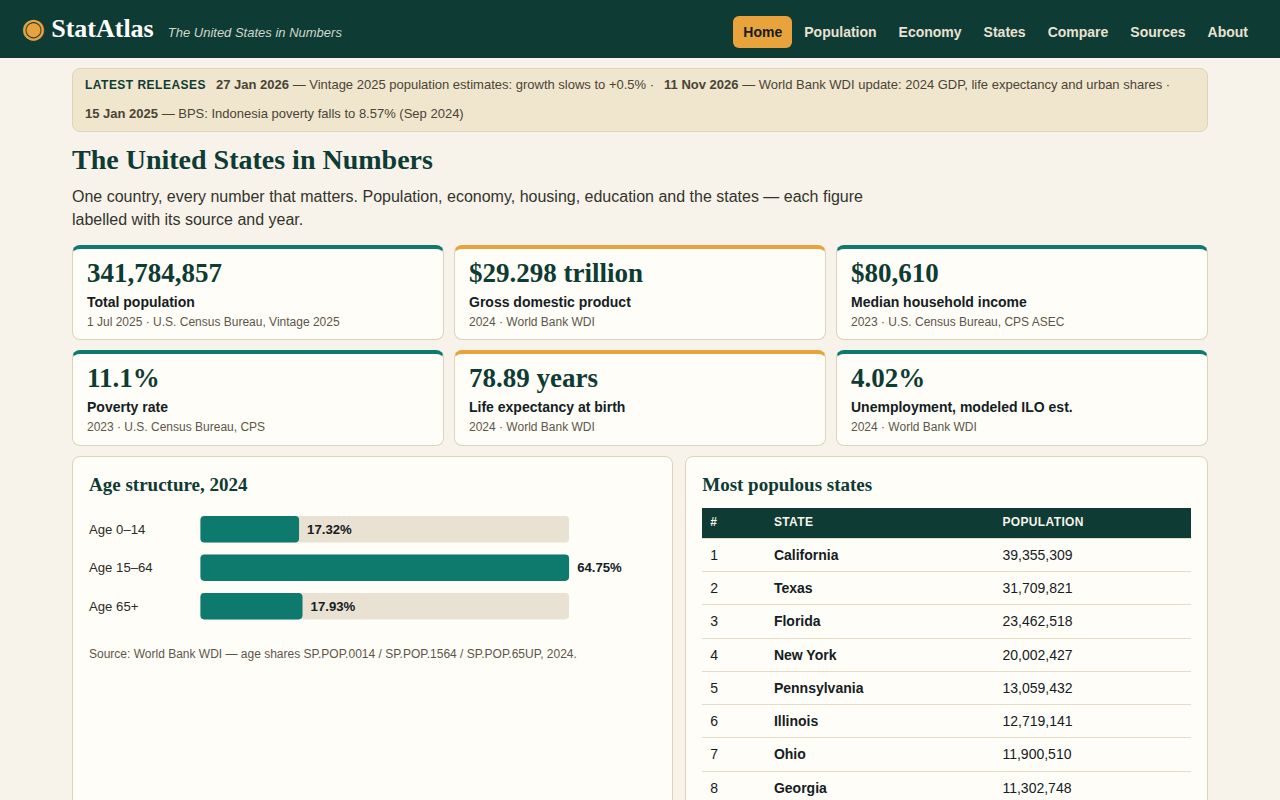 StatAtlas The United States in Numbers Home Population Economy States Compare Sources About
LATEST RELEASES 27 Jan 2026 — Vintage 2025 population estimates: growth slows to +0.5% · 11 Nov 2026 — World Bank WDI update: 2024 GDP, life expectancy and urban shares ·
15 Jan 2025 — BPS: Indonesia poverty falls to 8.57% (Sep 2024)
The United States in Numbers
One country, every number that matters. Population, economy, housing, education and the states — each figure
labelled with its source and year.
341,784,857
Total population
1 Jul 2025 · U.S. Census Bureau, Vintage 2025
$29.298 trillion
Gross domestic product
2024 · World Bank WDI
$80,610
Median household income
2023 · U.S. Census Bureau, CPS ASEC
11.1%
Poverty rate
2023 · U.S. Census Bureau, CPS
78.89 years
Life expectancy at birth
2024 · World Bank WDI
4.02%
Unemployment, modeled ILO est.
2024 · World Bank WDI
Age structure, 2024
Age 0–14 17.32%
Age 15–64 64.75%
Age 65+ 17.93%
Source: World Bank WDI — age shares SP.POP.0014 / SP.POP.1564 / SP.POP.65UP, 2024.
Most populous states
# STATE POPULATION
1 California 39,355,309
2 Texas 31,709,821
3 Florida 23,462,518
4 New York 20,002,427
5 Pennsylvania 13,059,432
6 Illinois 12,719,141
7 Ohio 11,900,510
8 Georgia 11,302,748